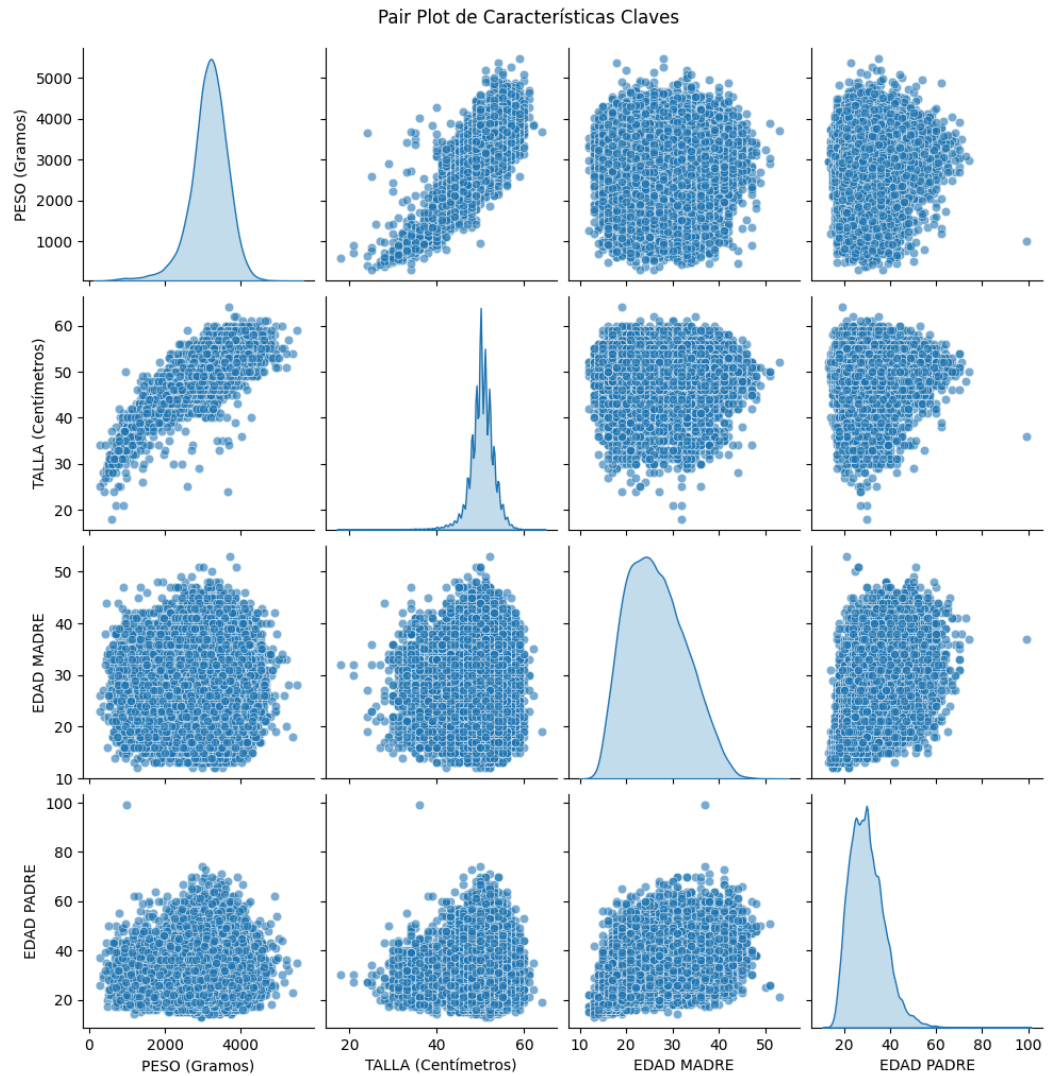 Pair Plot de Características Claves
PESO (Gramos)
5000
4000
3000
2000
1000
TALLA (Centímetros)
60
50
40
30
20
EDAD MADRE
50
40
30
20
10
EDAD PADRE
100
80
60
40
20
0 2000 4000
20 40 60
10 20 30 40 50
20 40 60 80 100
PESO (Gramos)
TALLA (Centímetros)
EDAD MADRE
EDAD PADRE